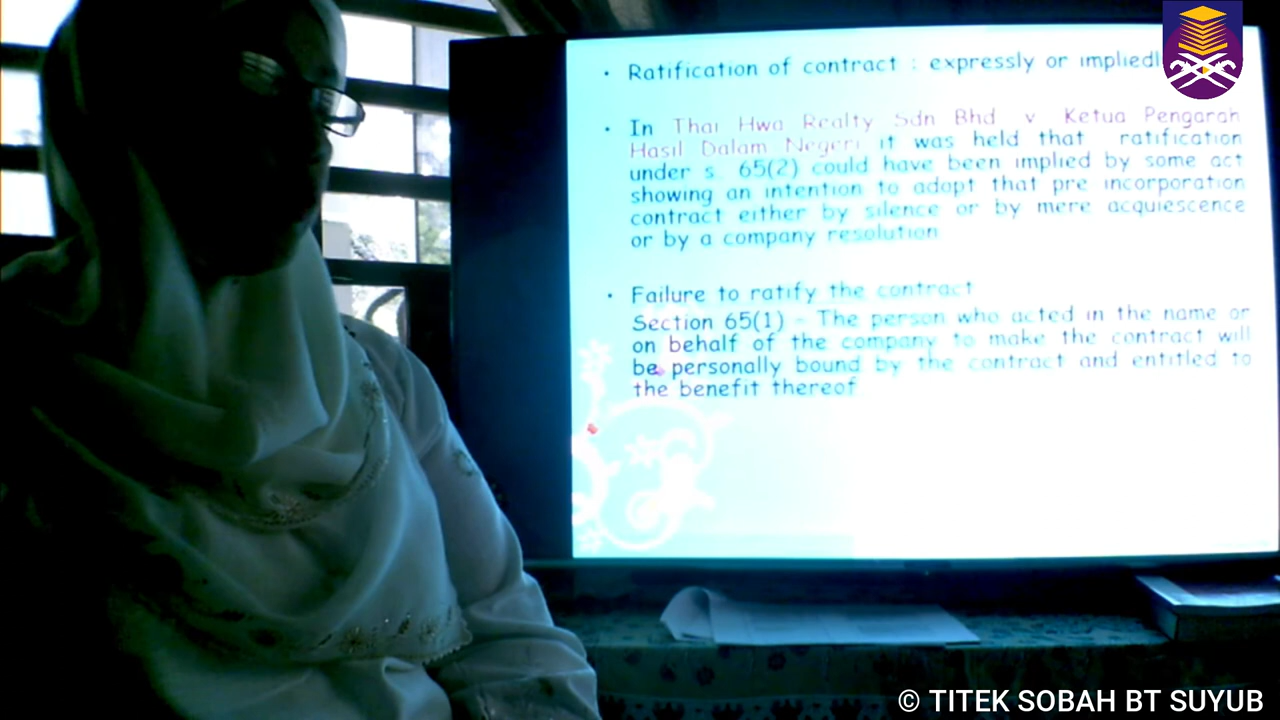 • Ratification of contract : expressly or impliedl
• In Thai Hwa Realty Sdn Bhd v. Ketua Pengarah
Hasil Dalam Negeri it was held that ratification
under s. 65(2) could have been implied by some act
showing an intention to adopt that pre incorporation
contract either by silence or by mere acquiescence
or by a company resolution
• Failure to ratify the contract
Section 65(1) - The person who acted in the name or
on behalf of the company to make the contract will
be personally bound by the contract and entitled to
the benefit thereof
© TITEK SOBAH BT SUYUB